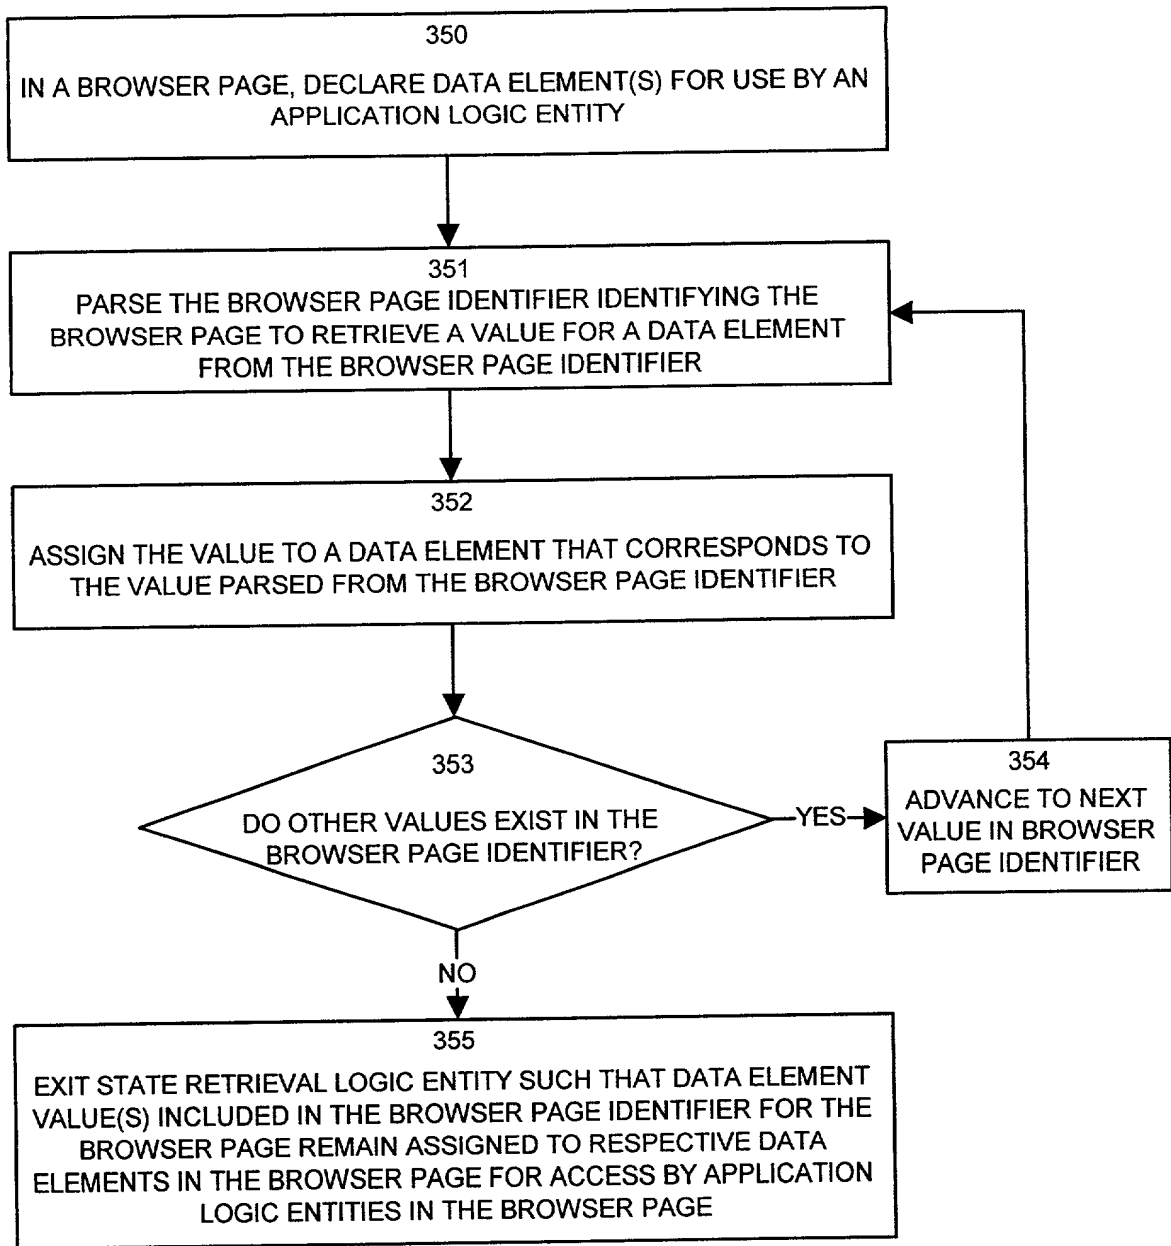 350
IN A BROWSER PAGE, DECLARE DATA ELEMENT(S) FOR USE BY AN
APPLICATION LOGIC ENTITY
351
PARSE THE BROWSER PAGE IDENTIFIER IDENTIFYING THE
BROWSER PAGE TO RETRIEVE A VALUE FOR A DATA ELEMENT
FROM THE BROWSER PAGE IDENTIFIER
352
ASSIGN THE VALUE TO A DATA ELEMENT THAT CORRESPONDS TO
THE VALUE PARSED FROM THE BROWSER PAGE IDENTIFIER
353
DO OTHER VALUES EXIST IN THE
BROWSER PAGE IDENTIFIER?
YES
354
ADVANCE TO NEXT
VALUE IN BROWSER
PAGE IDENTIFIER
NO
355
EXIT STATE RETRIEVAL LOGIC ENTITY SUCH THAT DATA ELEMENT
VALUE(S) INCLUDED IN THE BROWSER PAGE IDENTIFIER FOR THE
BROWSER PAGE REMAIN ASSIGNED TO RESPECTIVE DATA
ELEMENTS IN THE BROWSER PAGE FOR ACCESS BY APPLICATION
LOGIC ENTITIES IN THE BROWSER PAGE